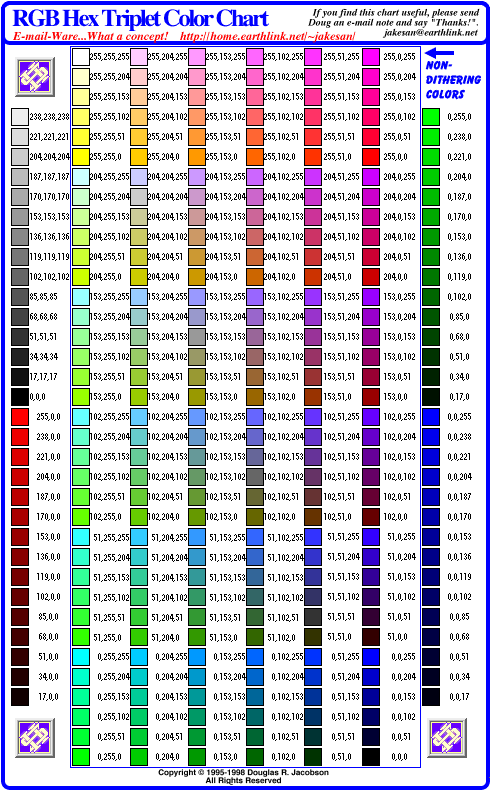 RGB Hex Triplet Color Chart
E-mail-Ware...What a concept! http://home.earthlink.net/~jakesan/
If you find this chart useful, please send
Doug an e-mail note and say "Thanks!".
jakesan@earthlink.net
NON-
DITHERING
COLORS
255,255,255 255,204,255 255,153,255 255,102,255 255,51,255 255,0,255
255,255,204 255,204,204 255,153,204 255,102,204 255,51,204 255,0,204
255,255,153 255,204,153 255,153,153 255,102,153 255,51,153 255,0,153
238,238,238 255,255,102 255,204,102 255,153,102 255,102,102 255,51,102 255,0,102 0,255,0
221,221,221 255,255,51 255,204,51 255,153,51 255,102,51 255,51,51 255,0,51 0,238,0
204,204,204 255,255,0 255,204,0 255,153,0 255,102,0 255,51,0 255,0,0 0,221,0
187,187,187 204,255,255 204,204,255 204,153,255 204,102,255 204,51,255 204,0,255 0,204,0
170,170,170 204,255,204 204,204,204 204,153,204 204,102,204 204,51,204 204,0,204 0,187,0
153,153,153 204,255,153 204,204,153 204,153,153 204,102,153 204,51,153 204,0,153 0,170,0
136,136,136 204,255,102 204,204,102 204,153,102 204,102,102 204,51,102 204,0,102 0,153,0
119,119,119 204,255,51 204,204,51 204,153,51 204,102,51 204,51,51 204,0,51 0,136,0
102,102,102 204,255,0 204,204,0 204,153,0 204,102,0 204,51,0 204,0,0 0,119,0
85,85,85 153,255,255 153,204,255 153,153,255 153,102,255 153,51,255 153,0,255 0,102,0
68,68,68 153,255,204 153,204,204 153,153,204 153,102,204 153,51,204 153,0,204 0,85,0
51,51,51 153,255,153 153,204,153 153,153,153 153,102,153 153,51,153 153,0,153 0,68,0
34,34,34 153,255,102 153,204,102 153,153,102 153,102,102 153,51,102 153,0,102 0,51,0
17,17,17 153,255,51 153,204,51 153,153,51 153,102,51 153,51,51 153,0,51 0,34,0
0,0,0 153,255,0 153,204,0 153,153,0 153,102,0 153,51,0 153,0,0 0,17,0
255,0,0 102,255,255 102,204,255 102,153,255 102,102,255 102,51,255 102,0,255 0,0,255
238,0,0 102,255,204 102,204,204 102,153,204 102,102,204 102,51,204 102,0,204 0,0,238
221,0,0 102,255,153 102,204,153 102,153,153 102,102,153 102,51,153 102,0,153 0,0,221
204,0,0 102,255,102 102,204,102 102,153,102 102,102,102 102,51,102 102,0,102 0,0,204
187,0,0 102,255,51 102,204,51 102,153,51 102,102,51 102,51,51 102,0,51 0,0,187
170,0,0 102,255,0 102,204,0 102,153,0 102,102,0 102,51,0 102,0,0 0,0,170
153,0,0 51,255,255 51,204,255 51,153,255 51,102,255 51,51,255 51,0,255 0,0,153
136,0,0 51,255,204 51,204,204 51,153,204 51,102,204 51,51,204 51,0,204 0,0,136
119,0,0 51,255,153 51,204,153 51,153,153 51,102,153 51,51,153 51,0,153 0,0,119
102,0,0 51,255,102 51,204,102 51,153,102 51,102,102 51,51,102 51,0,102 0,0,102
85,0,0 51,255,51 51,204,51 51,153,51 51,102,51 51,51,51 51,0,51 0,0,85
68,0,0 51,255,0 51,204,0 51,153,0 51,102,0 51,51,0 51,0,0 0,0,68
51,0,0 0,255,255 0,204,255 0,153,255 0,102,255 0,51,255 0,0,255 0,0,51
34,0,0 0,255,204 0,204,204 0,153,204 0,102,204 0,51,204 0,0,204 0,0,34
17,0,0 0,255,153 0,204,153 0,153,153 0,102,153 0,51,153 0,0,153 0,0,17
0,255,102 0,204,102 0,153,102 0,102,102 0,51,102 0,0,102
0,255,51 0,204,51 0,153,51 0,102,51 0,51,51 0,0,51
0,255,0 0,204,0 0,153,0 0,102,0 0,51,0 0,0,0
Copyright © 1995-1998 Douglas R. Jacobson
All Rights Reserved